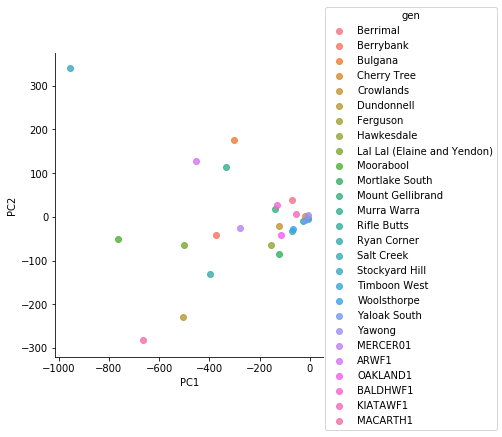 gen
Berrimal
Berrybank
Bulgana
Cherry Tree
Crowlands
Dundonnell
Ferguson
Hawkesdale
Lal Lal (Elaine and Yendon)
Moorabool
Mortlake South
Mount Gellibrand
Murra Warra
Rifle Butts
Ryan Corner
Salt Creek
Stockyard Hill
Timboon West
Woolsthorpe
Yaloak South
Yawong
MERCER01
ARWF1
OAKLAND1
BALDHWF1
KIATAWF1
MACARTH1
PC2
300
200
100
0
−100
−200
−300
−1000 −800 −600 −400 −200 0
PC1